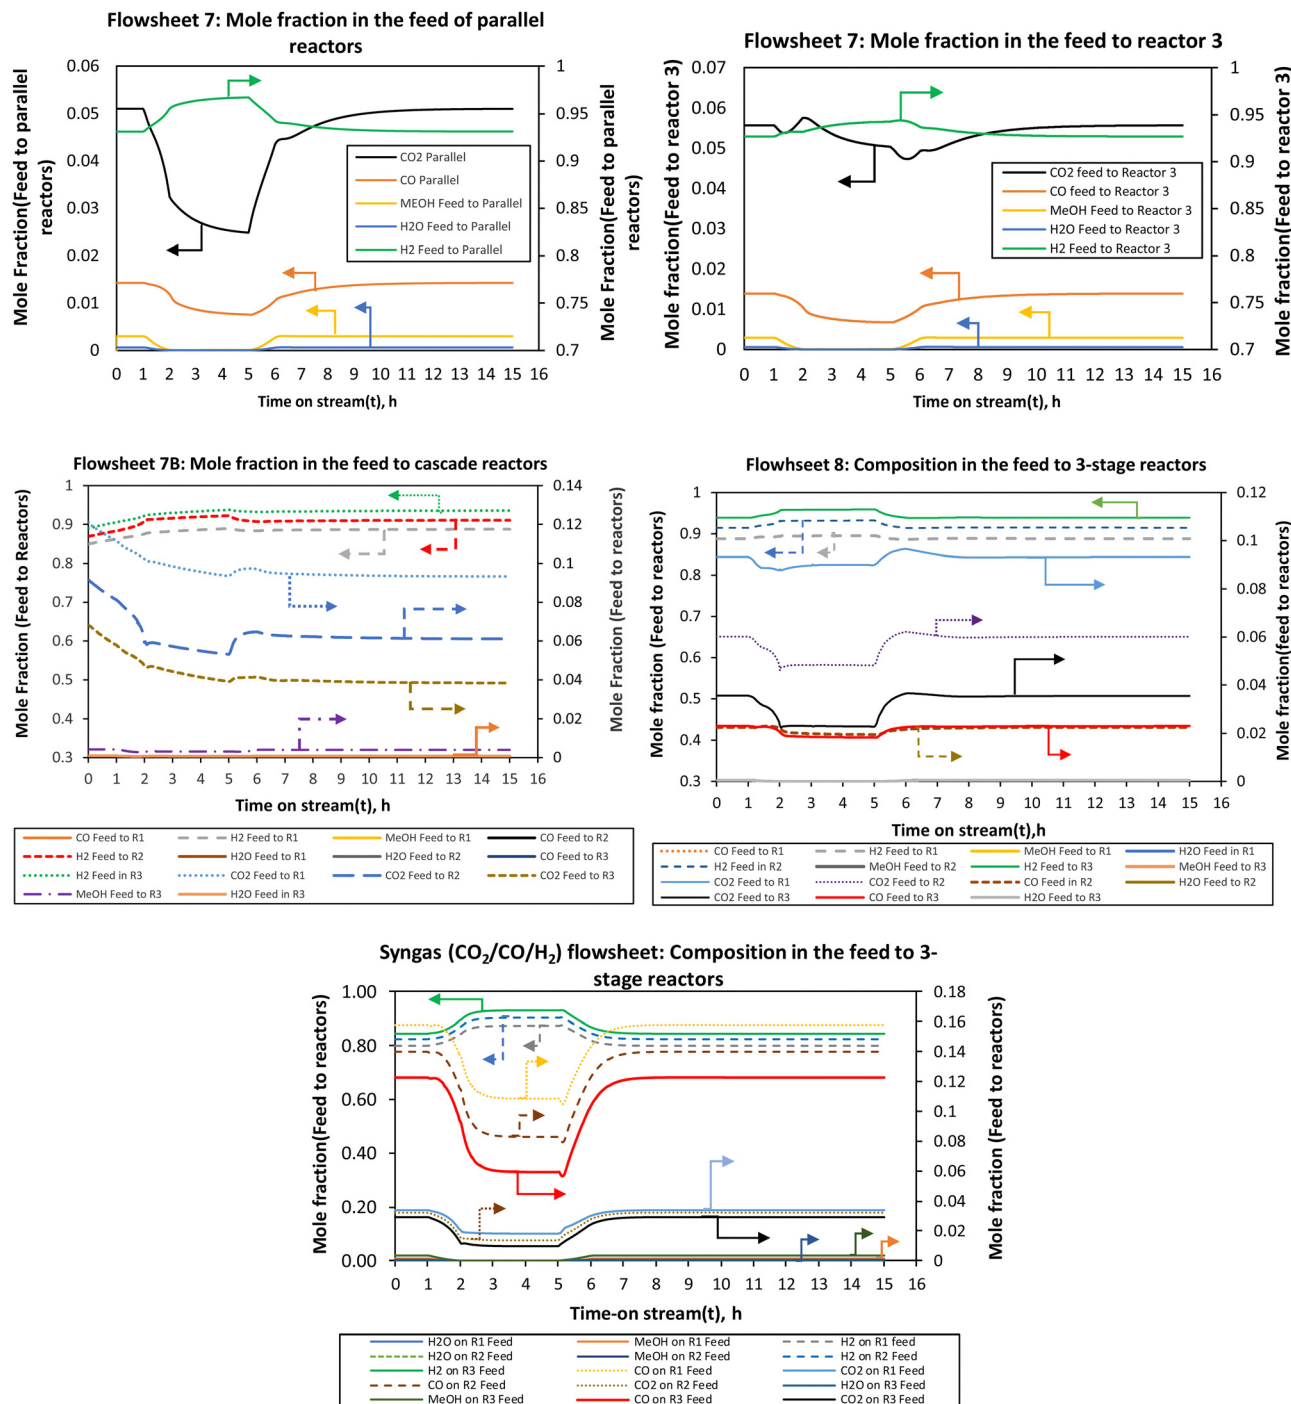 Flowsheet 7: Mole fraction in the feed of parallel
reactors
Mole Fraction(Feed to parallel
reactors)
0.06
0.05
0.04
0.03
0.02
0.01
0
1
0.95
0.9
0.85
0.8
0.75
0.7
Mole Fraction(Feed to parallel
reactors)
CO2 Parallel
CO Parallel
MEOH Feed to Parallel
H2O Feed to Parallel
H2 Feed to Parallel
0 1 2 3 4 5 6 7 8 9 10 11 12 13 14 15 16
Time on stream(t), h
Flowsheet 7: Mole fraction in the feed to reactor 3
Mole fraction(Feed to reactor 3)
0.07
0.06
0.05
0.04
0.03
0.02
0.01
0
1
0.95
0.9
0.85
0.8
0.75
0.7
Mole fraction(Feed to reactor 3)
CO2 feed to Reactor 3
CO feed to Reactor 3
MeOH Feed to Reactor 3
H2O Feed to Reactor 3
H2 Feed to Reactor 3
0 1 2 3 4 5 6 7 8 9 10 11 12 13 14 15 16
Time on stream(t), h
Flowsheet 7B: Mole fraction in the feed to cascade reactors
Mole Fraction (Feed to Reactors)
1
0.9
0.8
0.7
0.6
0.5
0.4
0.3
0.14
0.12
0.1
0.08
0.06
0.04
0.02
0
Mole Fraction (Feed to reactors)
0 1 2 3 4 5 6 7 8 9 10 11 12 13 14 15 16
Time on stream(t), h
CO Feed to R1 H2 Feed to R1 MeOH Feed to R1 CO Feed to R2
H2 Feed to R2 H2O Feed to R1 H2O Feed to R2 CO Feed to R3
H2 Feed in R3 CO2 Feed to R1 CO2 Feed to R2 CO2 Feed to R3
MeOH Feed to R3 H2O Feed in R3
Flowhseet 8: Composition in the feed to 3-stage reactors
Mole fraction (Feed to reactors)
1
0.9
0.8
0.7
0.6
0.5
0.4
0.3
0.12
0.1
0.08
0.06
0.04
0.02
0
Mole fraction(feed to reactors)
0 1 2 3 4 5 6 7 8 9 10 11 12 13 14 15 16
Time on stream(t),h
CO Feed to R1 H2 Feed to R1 MeOH Feed to R1 H2O Feed in R1
H2 Feed in R2 MeOH Feed to R2 H2 Feed to R3 MeOH Feed to R3
CO2 Feed to R1 CO2 Feed to R2 CO Feed in R2 H2O Feed to R2
CO2 Feed to R3 CO Feed to R3 H2O Feed to R3
Syngas (CO₂/CO/H₂) flowsheet: Composition in the feed to 3-
stage reactors
Mole fraction(Feed to reactors)
1.00
0.80
0.60
0.40
0.20
0.00
0.18
0.16
0.14
0.12
0.1
0.08
0.06
0.04
0.02
0
Mole fraction (Feed to reactors)
0 1 2 3 4 5 6 7 8 9 10 11 12 13 14 15 16
Time-on stream(t), h
H2O on R1 Feed MeOH on R1 Feed H2 on R1 feed
H2O on R2 Feed MeOH on R2 Feed H2 on R2 Feed
H2 on R3 Feed CO on R1 Feed CO2 on R1 Feed
CO on R2 Feed CO2 on R2 Feed H2O on R3 Feed
MeOH on R3 Feed CO on R3 Feed CO2 on R3 Feed